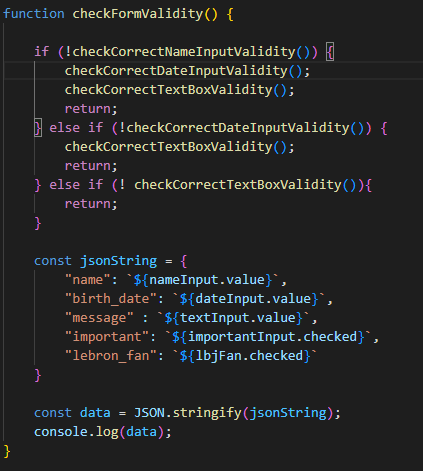 function checkFormValidity() {
if (!checkCorrectNameInputValidity()) {
checkCorrectDateInputValidity();
checkCorrectTextBoxValidity();
return;
} else if (!checkCorrectDateInputValidity()) {
checkCorrectTextBoxValidity();
return;
} else if (! checkCorrectTextBoxValidity()){
return;
}
const jsonString = {
"name": `${nameInput.value}`,
"birth_date": `${dateInput.value}`,
"message" : `${textInput.value}`,
"important": `${importantInput.checked}`,
"lebron_fan": `${lbjFan.checked}`
}
const data = JSON.stringify(jsonString);
console.log(data);
}